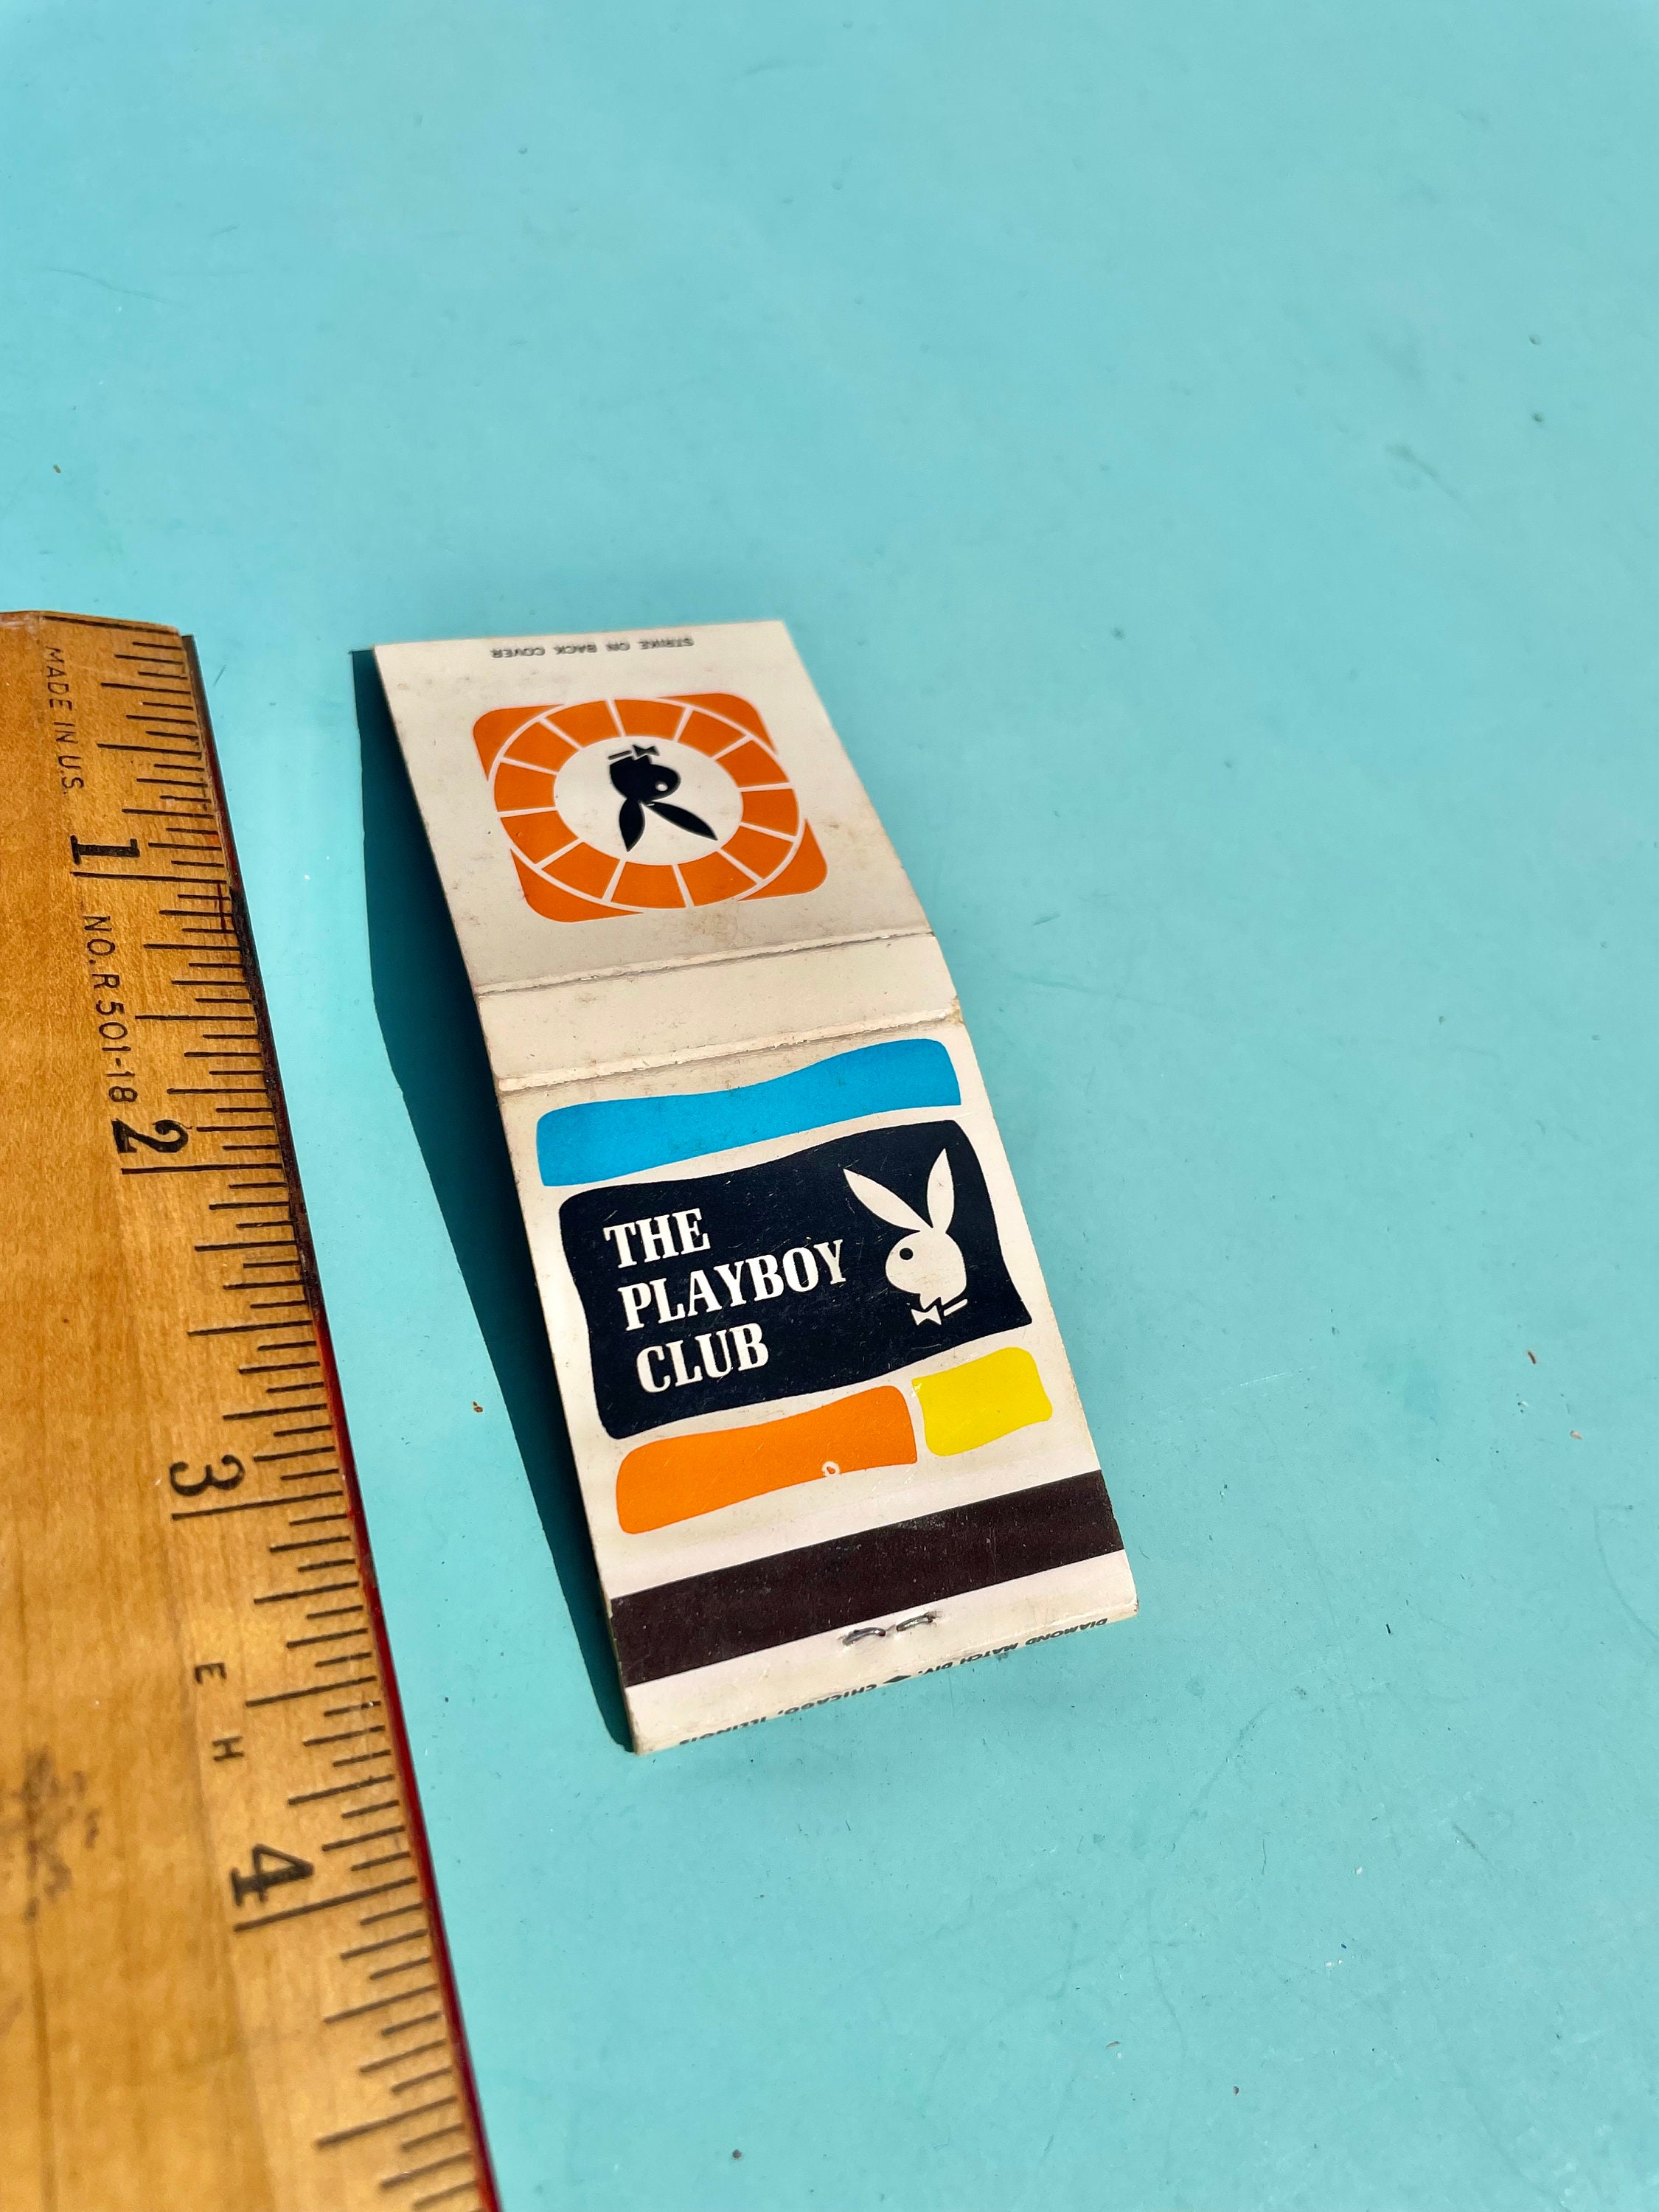 MADE IN U.S.
1
NO. R501-18
2
3
E H
4
STRIKE ON BACK COVER
THE
PLAYBOY
CLUB
DIAMOND MATCH DIV. CHICAGO, ILLINOIS